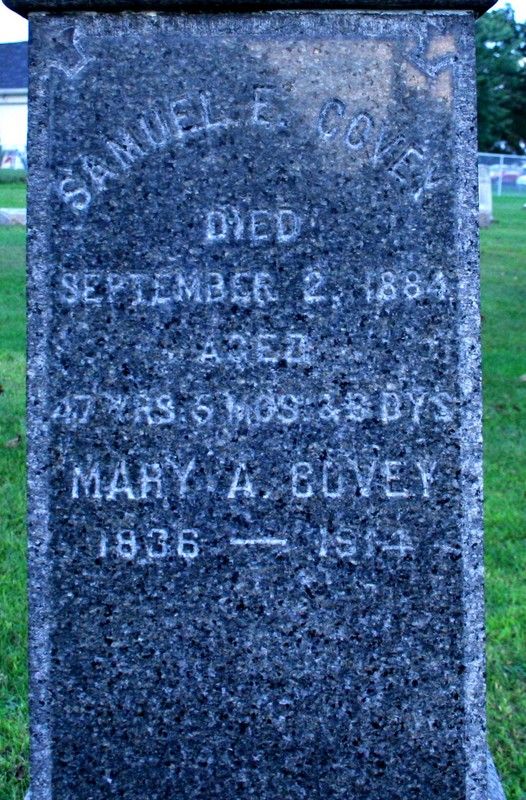 SAMUEL E. COVEY
DIED
SEPTEMBER 2, 1884
AGED
47 YRS. 5 MOS. & 8 DYS.
MARY A. COVEY
1836 — 1914